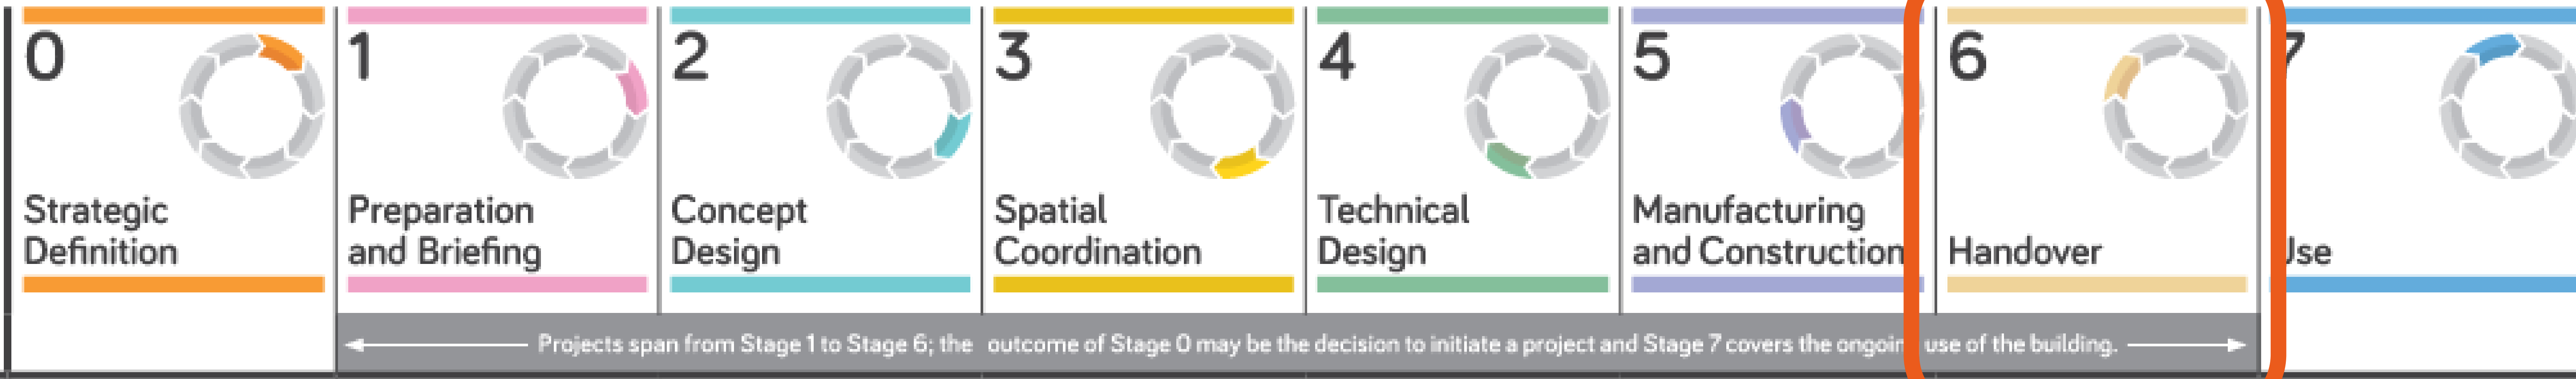 0
Strategic
Definition
1
Preparation
and Briefing
2
Concept
Design
3
Spatial
Coordination
4
Technical
Design
5
Manufacturing
and Construction
6
Handover
7
Use
Projects span from Stage 1 to Stage 6; the outcome of Stage 0 may be the decision to initiate a project and Stage 7 covers the ongoing use of the building.